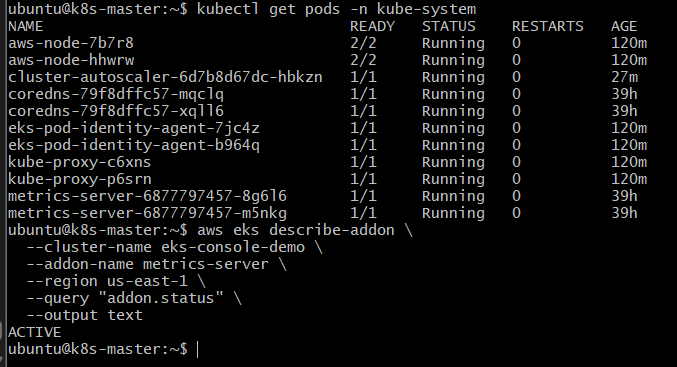 ubuntu@k8s-master:~$ kubectl get pods -n kube-system
NAME READY STATUS RESTARTS AGE
aws-node-7b7r8 2/2 Running 0 120m
aws-node-hhwrw 2/2 Running 0 120m
cluster-autoscaler-6d7b8d67dc-hbkzn 1/1 Running 0 27m
coredns-79f8dffc57-mqclq 1/1 Running 0 39h
coredns-79f8dffc57-xqll6 1/1 Running 0 39h
eks-pod-identity-agent-7jc4z 1/1 Running 0 120m
eks-pod-identity-agent-b964q 1/1 Running 0 120m
kube-proxy-c6xns 1/1 Running 0 120m
kube-proxy-p6srn 1/1 Running 0 120m
metrics-server-6877797457-8g6l6 1/1 Running 0 39h
metrics-server-6877797457-m5nkg 1/1 Running 0 39h
ubuntu@k8s-master:~$ aws eks describe-addon \
  --cluster-name eks-console-demo \
  --addon-name metrics-server \
  --region us-east-1 \
  --query "addon.status" \
  --output text
ACTIVE
ubuntu@k8s-master:~$